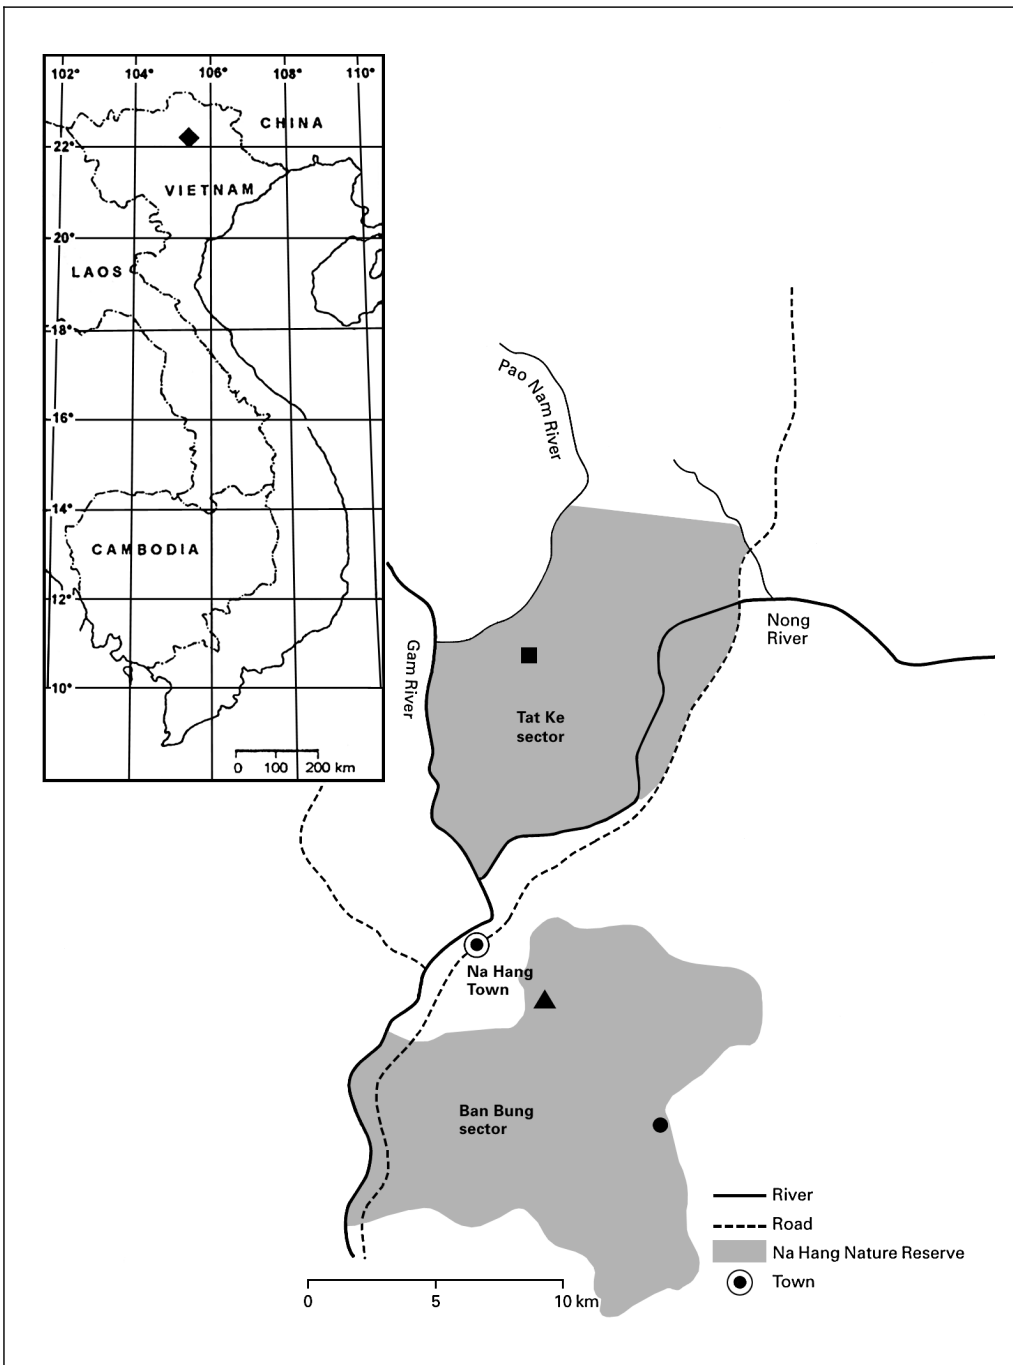 102°
104°
106°
108°
110°
CHINA
22°
VIETNAM
20°
LAOS
18°
16°
14°
CAMBODIA
12°
10°
0 100 200 km
Pao Nam River
Nong
River
Gam River
Tat Ke
sector
Na Hang
Town
Ban Bung
sector
River
Road
Na Hang Nature Reserve
Town
0 5 10 km